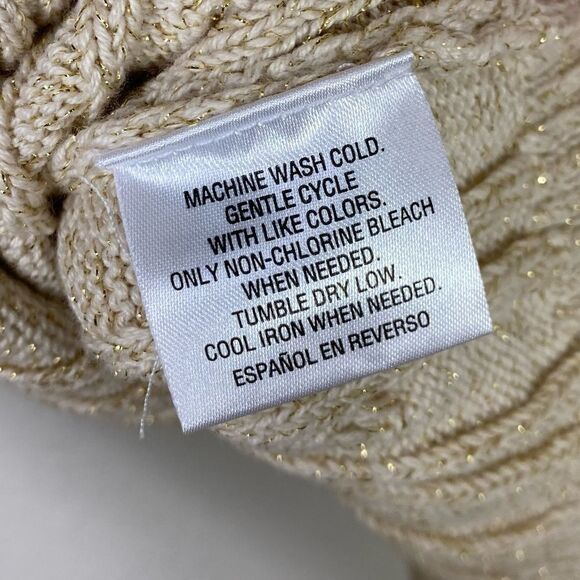 MACHINE WASH COLD.
GENTLE CYCLE
WITH LIKE COLORS.
ONLY NON-CHLORINE BLEACH
WHEN NEEDED.
TUMBLE DRY LOW.
COOL IRON WHEN NEEDED.
ESPAÑOL EN REVERSO